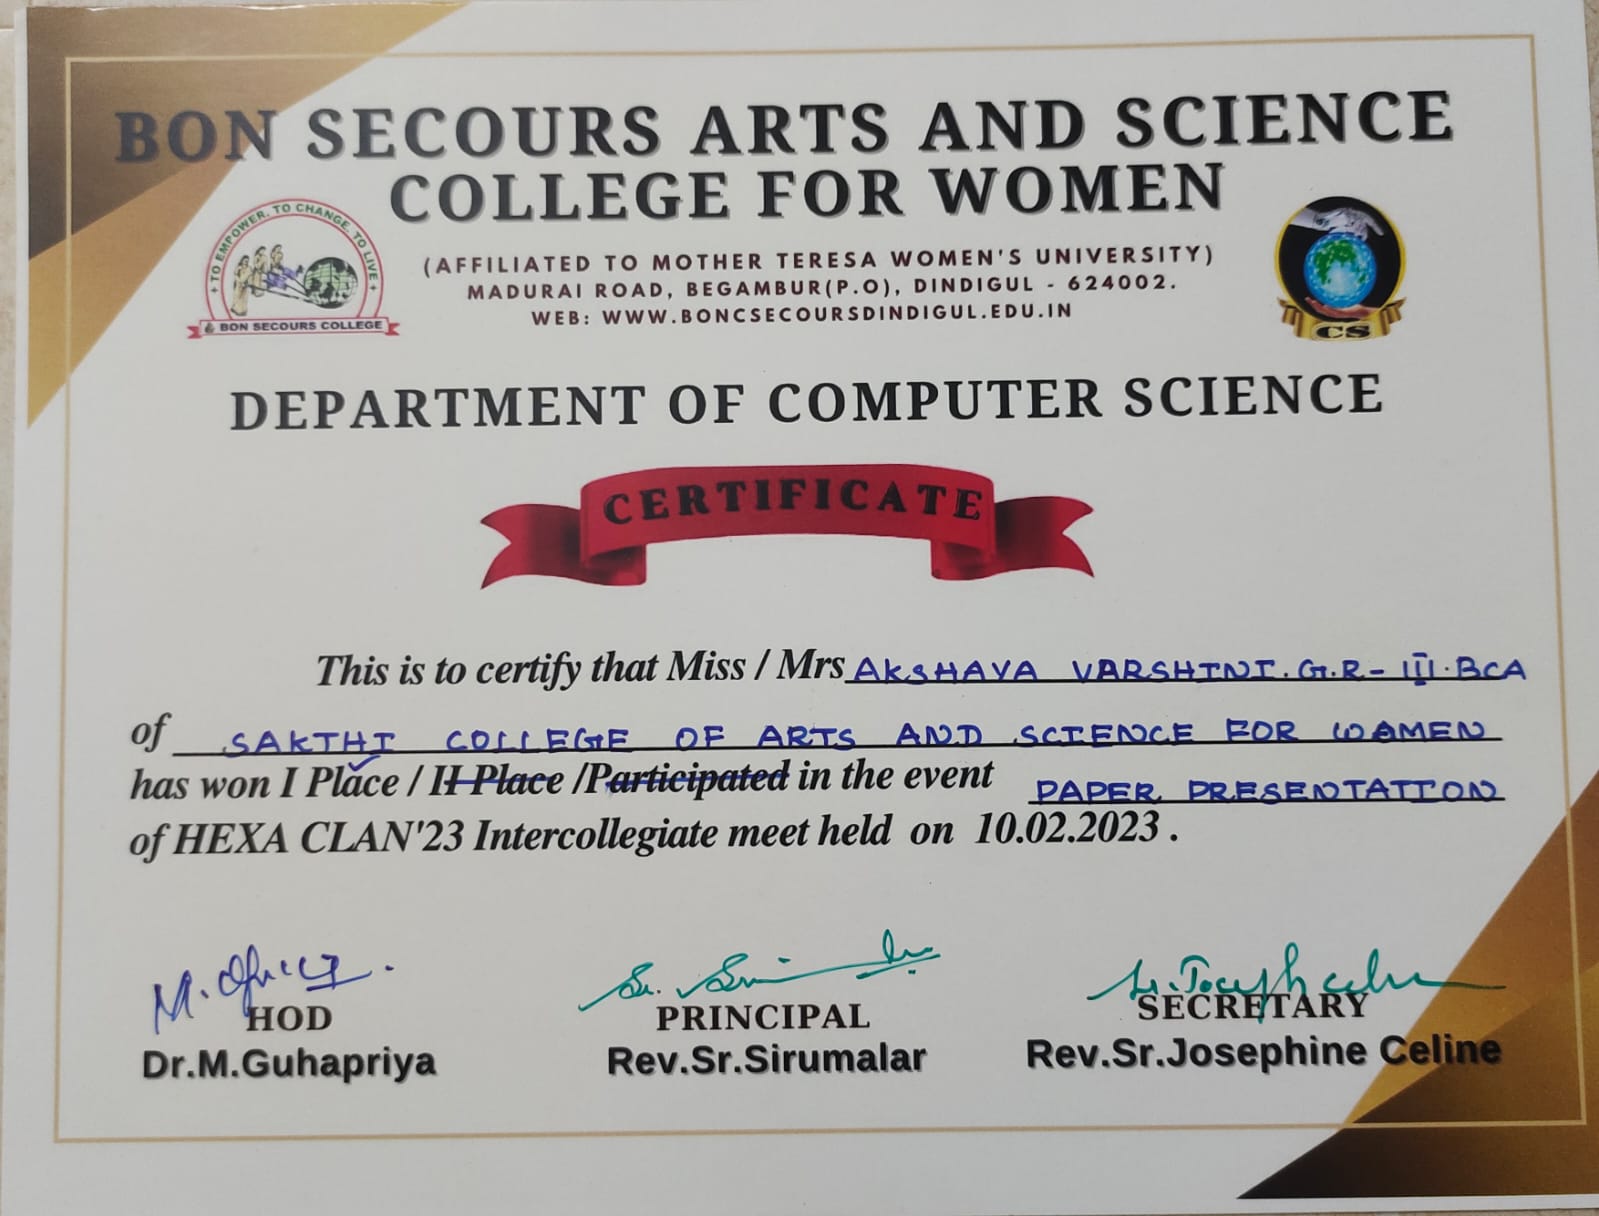 BON SECOURS ARTS AND SCIENCE
COLLEGE FOR WOMEN
TO EMPOWER. TO CHANGE. TO LIVE
BON SECOURS COLLEGE
(AFFILIATED TO MOTHER TERESA WOMEN'S UNIVERSITY)
MADURAI ROAD, BEGAMBUR(P.O), DINDIGUL - 624002.
WEB: WWW.BONCSECOURSDINDIGUL.EDU.IN
CS
DEPARTMENT OF COMPUTER SCIENCE
CERTIFICATE
This is to certify that Miss / Mrs AKSHAYA VARSHINI.G.R- III.BCA
of SAKTHI COLLEGE OF ARTS AND SCIENCE FOR WOMEN
has won I Place / II Place /Participated in the event PAPER PRESENTATION
of HEXA CLAN'23 Intercollegiate meet held on 10.02.2023 .
HOD
Dr.M.Guhapriya
PRINCIPAL
Rev.Sr.Sirumalar
SECRETARY
Rev.Sr.Josephine Celine